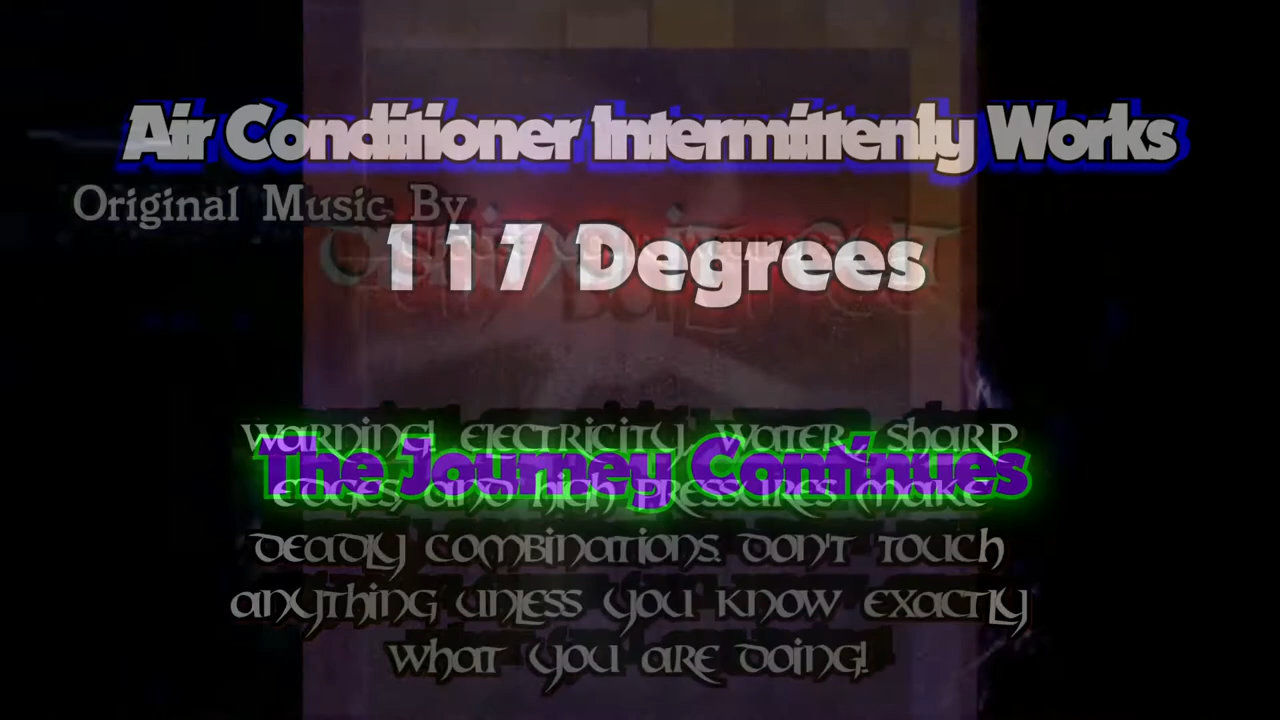 Air Conditioner Intermittenly Works
Original Music By
117 Degrees
The Journey Continues
Warning! Electricity, Water, Sharp
Edges, and High Pressures Make
Deadly Combinations. Don't Touch
Anything Unless You Know Exactly
What You Are Doing!